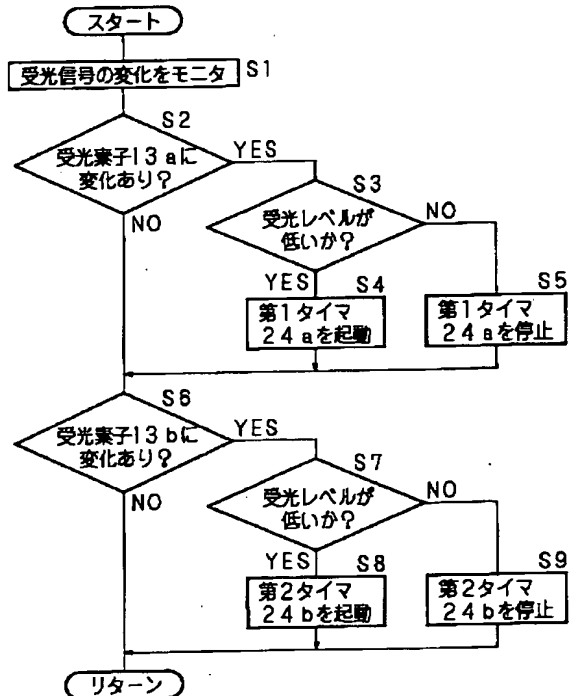 スタート
受光信号の変化をモニタ S1
S2
受光素子13aに
変化あり?
YES
NO
S3
受光レベルが
低いか?
NO
YES
S4
第1タイマ
24aを起動
S5
第1タイマ
24aを停止
S6
受光素子13bに
変化あり?
YES
NO
S7
受光レベルが
低いか?
NO
YES
S8
第2タイマ
24bを起動
S9
第2タイマ
24bを停止
リターン